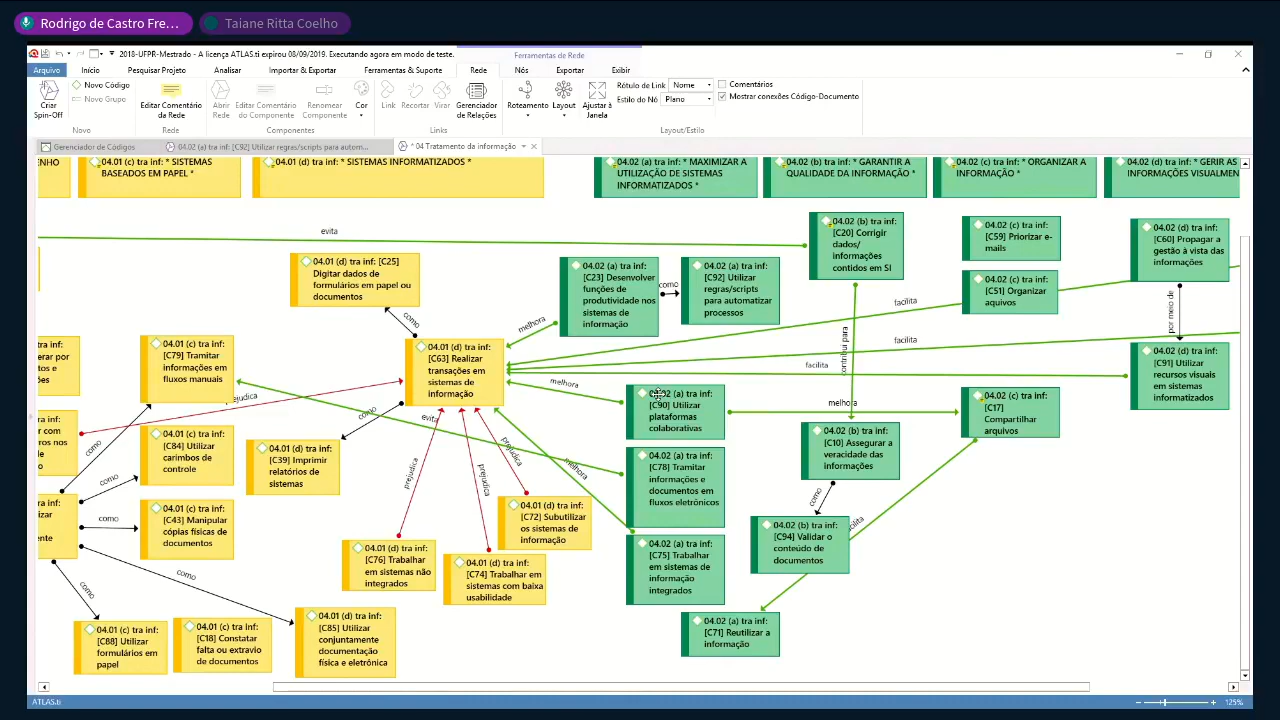 Rodrigo de Castro Fre...
Taiane Ritta Coelho
2018-UFPR-Mestrado - A licença ATLAS.ti expirou 08/09/2019. Executando agora em modo de teste.
Ferramentas de Rede
Arquivo
Início
Pesquisar Projeto
Analisar
Importar & Exportar
Ferramentas & Suporte
Rede
Nós
Exportar
Exibir
Criar
Spin-Off
Novo Código
Novo Grupo
Novo
Editar Comentário
da Rede
Rede
Abrir
Rede
Editar Comentário
do Componente
Renomear
Componente
Cor
Componentes
Link
Recortar
Virar
Gerenciador
de Relações
Links
Roteamento
Layout
Ajustar à
Janela
Rótulo de Link
Nome
Estilo do Nó
Plano
Comentários
Mostrar conexões Código-Documento
Layout/Estilo
Gerenciador de Códigos
04.02 (a) tra inf: [C92] Utilizar regras/scripts para autom...
* 04 Tratamento da informação
ENHO
04.01 (c) tra inf: * SISTEMAS
BASEADOS EM PAPEL *
04.01 (d) tra inf: * SISTEMAS INFORMATIZADOS *
04.02 (a) tra inf: * MAXIMIZAR A
UTILIZAÇÃO DE SISTEMAS
INFORMATIZADOS *
04.02 (b) tra inf: * GARANTIR A
QUALIDADE DA INFORMAÇÃO *
04.02 (c) tra inf: * ORGANIZAR A
INFORMAÇÃO *
04.02 (d) tra inf: * GERIR AS
INFORMAÇÕES VISUALMEN
evita
04.02 (b) tra inf:
[C20] Corrigir
dados/
informações
contidos em SI
04.02 (c) tra inf:
[C59] Priorizar e-
mails
04.02 (d) tra inf:
[C60] Propagar a
gestão à vista das
informações
04.01 (d) tra inf: [C25]
Digitar dados de
formulários em papel ou
documentos
04.02 (a) tra inf:
[C23] Desenvolver
funções de
produtividade nos
sistemas de
informação
como
04.02 (a) tra inf:
[C92] Utilizar
regras/scripts
para automatizar
processos
04.02 (c) tra inf:
[C51] Organizar
aquivos
como
melhora
facilita
contribui para
por meio de
04.01 (c) tra inf:
[C79] Tramitar
informações em
fluxos manuais
04.01 (d) tra inf:
[C63] Realizar
transações em
sistemas de
informação
facilita
facilita
04.02 (d) tra inf:
[C91] Utilizar
recursos visuais
em sistemas
informatizados
tra inf:
erar por
tos e
ões
melhora
04.02 (a) tra inf:
[C90] Utilizar
plataformas
colaborativas
melhora
04.02 (c) tra inf:
[C17]
Compartilhar
arquivos
prejudica
como
evita
tra inf:
ar com
rros nos
de
o
como
04.01 (c) tra inf:
[C84] Utilizar
carimbos de
controle
04.01 (d) tra inf:
[C39] Imprimir
relatórios de
sistemas
prejudica
prejudica
prejudica
melhora
04.02 (a) tra inf:
[C78] Tramitar
informações e
documentos em
fluxos eletrônicos
04.02 (b) tra inf:
[C10] Assegurar a
veracidade das
informações
como
como
tra inf:
izar
ente
como
04.01 (c) tra inf:
[C43] Manipular
cópias físicas de
documentos
04.01 (d) tra inf:
[C72] Subutilizar
os sistemas de
informação
04.02 (b) tra inf:
[C94] Validar o
conteúdo de
documentos
cilita
04.01 (d) tra inf:
[C76] Trabalhar
em sistemas não
integrados
04.01 (d) tra inf:
[C74] Trabalhar em
sistemas com baixa
usabilidade
04.02 (a) tra inf:
[C75] Trabalhar
em sistemas de
informação
integrados
como
como
04.01 (c) tra inf:
[C88] Utilizar
formulários em
papel
04.01 (c) tra inf:
[C18] Constatar
falta ou extravio
de documentos
04.01 (d) tra inf:
[C85] Utilizar
conjuntamente
documentação
física e eletrônica
04.02 (a) tra inf:
[C71] Reutilizar a
informação
ATLAS.ti
125%